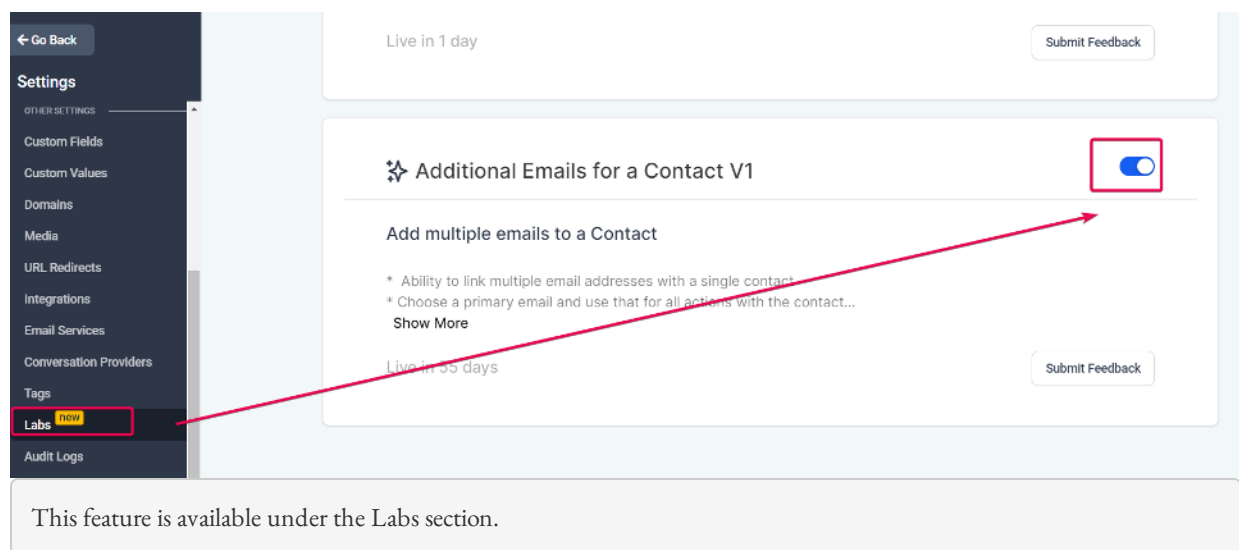 Go Back
Settings
OTHER SETTINGS
Custom Fields
Custom Values
Domains
Media
URL Redirects
Integrations
Email Services
Conversation Providers
Tags
Labs new
Audit Logs
Live in 1 day
Submit Feedback
Additional Emails for a Contact V1
Add multiple emails to a Contact
* Ability to link multiple email addresses with a single contact
* Choose a primary email and use that for all actions with the contact...
Show More
Live in 55 days
Submit Feedback
This feature is available under the Labs section.